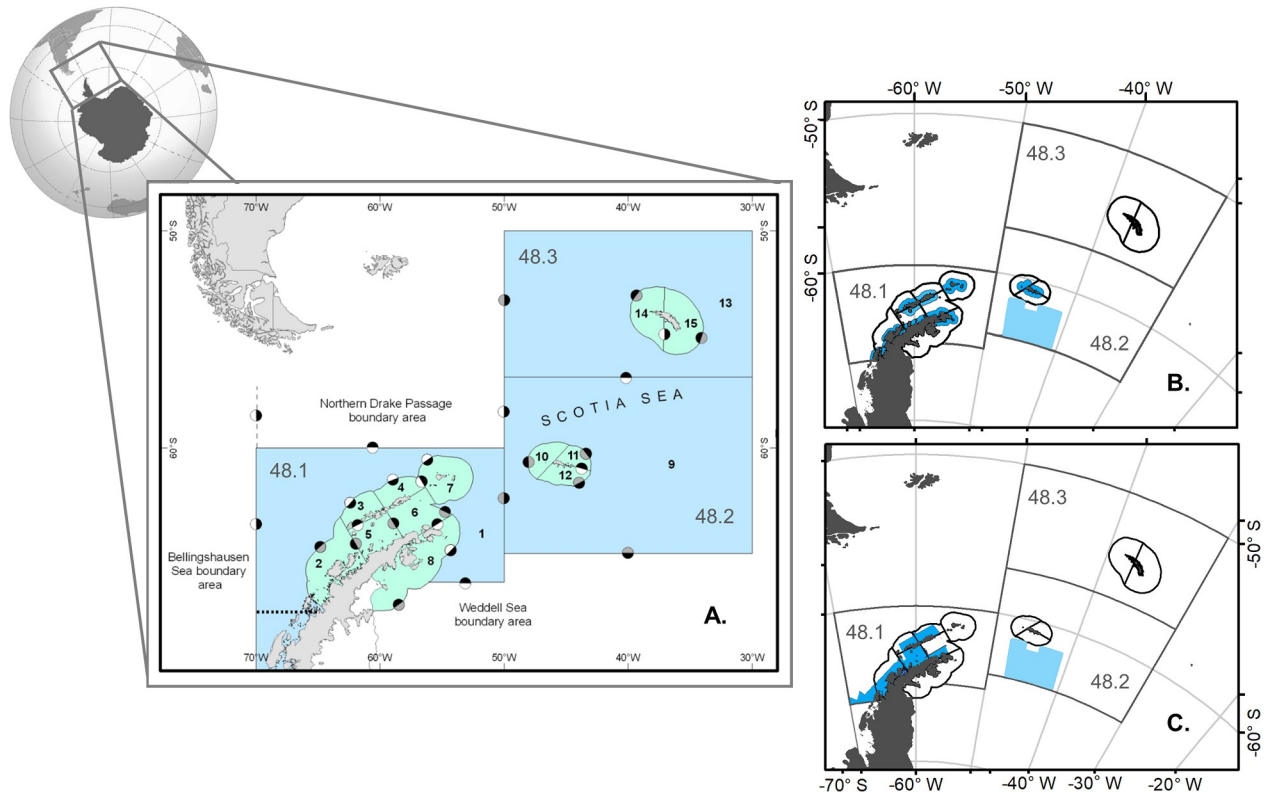 70°W 60°W 50°W 40°W 30°W
50°S 50°S
48.3
13
14
15
SCOTIA SEA
Northern Drake Passage
boundary area
60°S 60°S
48.1
10 11
12
9
4
7
3
6
5
1
48.2
2
8
Bellingshausen
Sea boundary
area
Weddell Sea
boundary area
A.
70°W 60°W 50°W 40°W 30°W
-60° W -50° W -40° W
-50° S
48.3
-60° S
48.1
48.2
B.
48.3
-50° S
48.1
48.2
C.
-60° S
-70° S -60° W -40° W -30° W -20° W